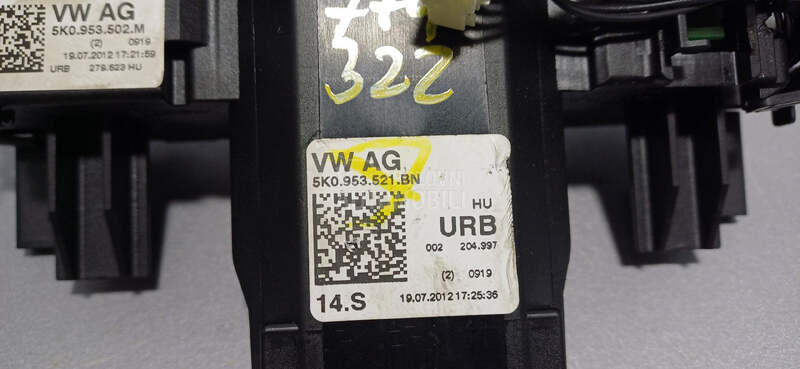 VW AG
5K0.953.502.M
(2) 0919
19.07.2012 17:21:59
URB 279.623 HU
322
VW AG
5K0.953.521.BN
HU
URB
002 204.997
(2) 0919
14.S 19.07.2012 17:25:36